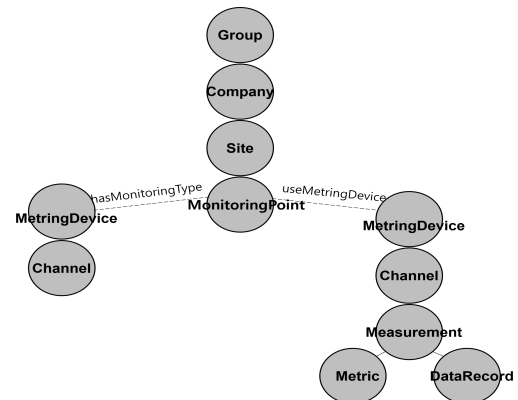 Group
Company
Site
hasMonitoringType
MonitoringPoint
useMetringDevice
MetringDevice
MetringDevice
Channel
Channel
Measurement
Metric
DataRecord